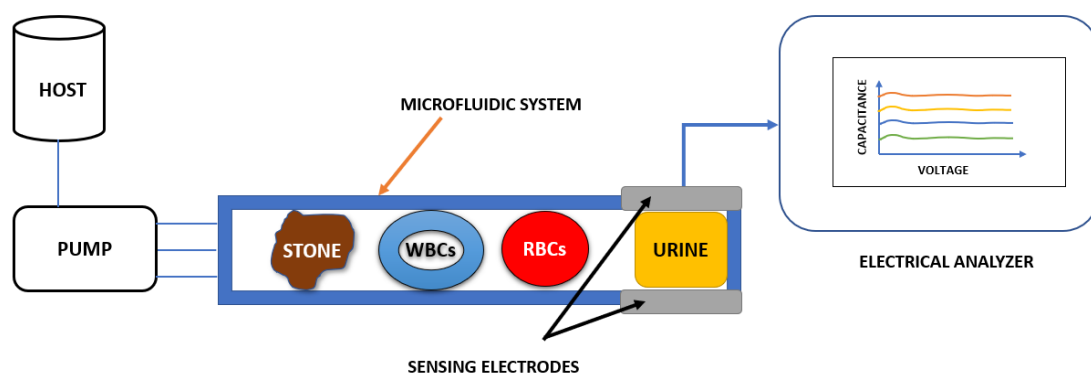 HOST
MICROFLUIDIC SYSTEM
CAPACITANCE
VOLTAGE
PUMP
STONE
WBCs
RBCs
URINE
ELECTRICAL ANALYZER
SENSING ELECTRODES